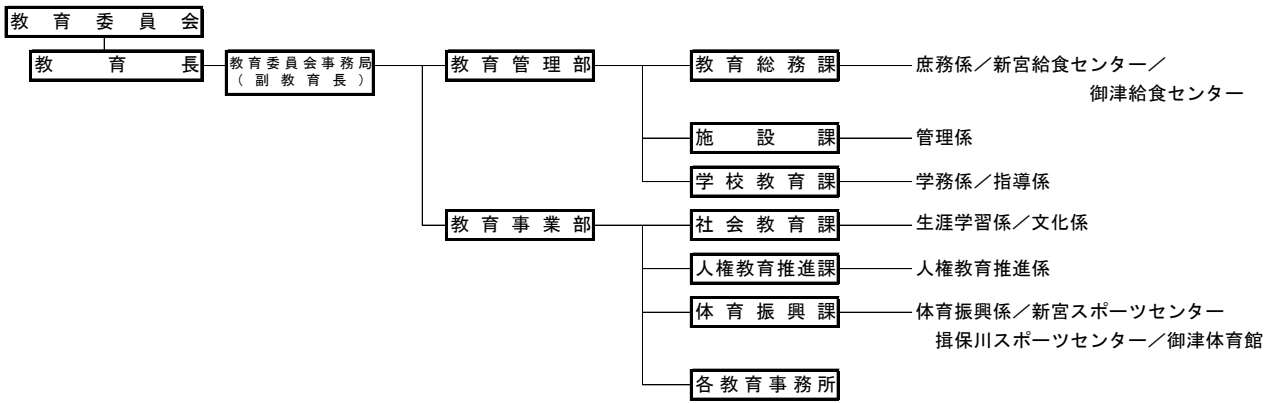 教育委員会
教育長
教育委員会事務局
(副教育長)
教育管理部
教育総務課
庶務係／新宮給食センター／
御津給食センター
施設課
管理係
学校教育課
学務係／指導係
教育事業部
社会教育課
生涯学習係／文化係
人権教育推進課
人権教育推進係
体育振興課
体育振興係／新宮スポーツセンター
揖保川スポーツセンター／御津体育館
各教育事務所